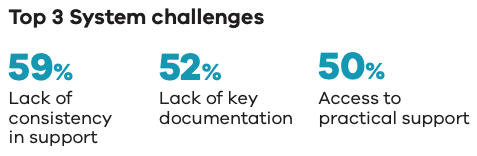 Top 3 System challenges
59%
Lack of
consistency
in support
52%
Lack of key
documentation
50%
Access to
practical support